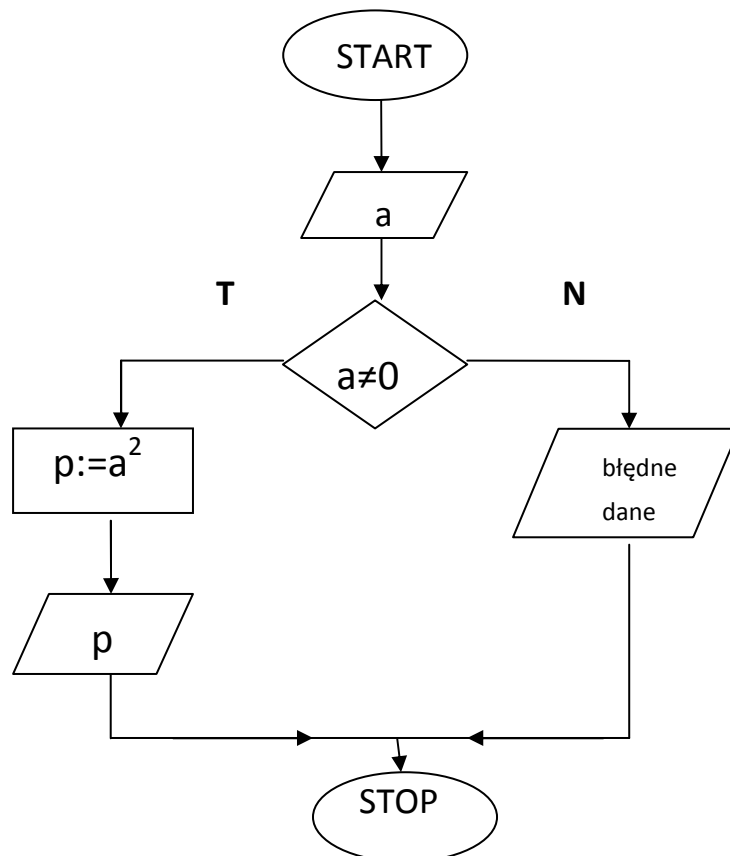 START
a
T
N
a≠0
p:=a²
błędne
dane
p
STOP